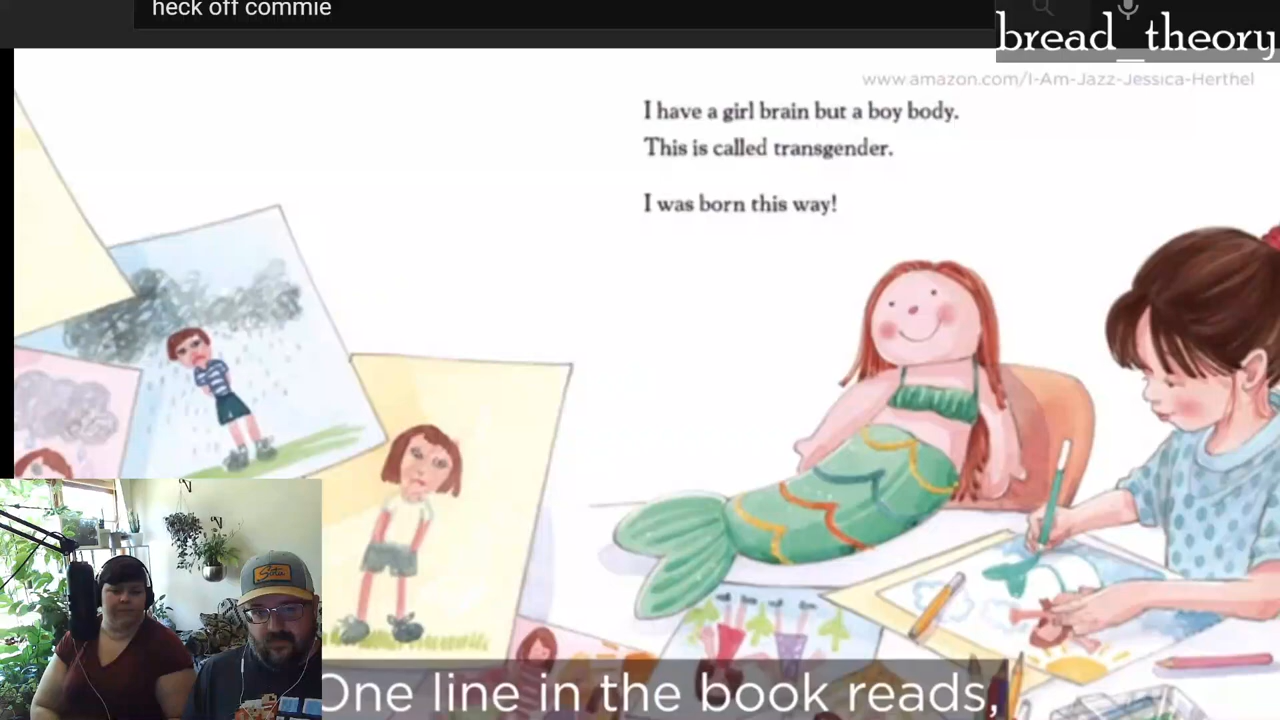 heck off commie
bread_theory
www.amazon.com/I-Am-Jazz-Jessica-Herthel
I have a girl brain but a boy body.
This is called transgender.
I was born this way!
One line in the book reads,